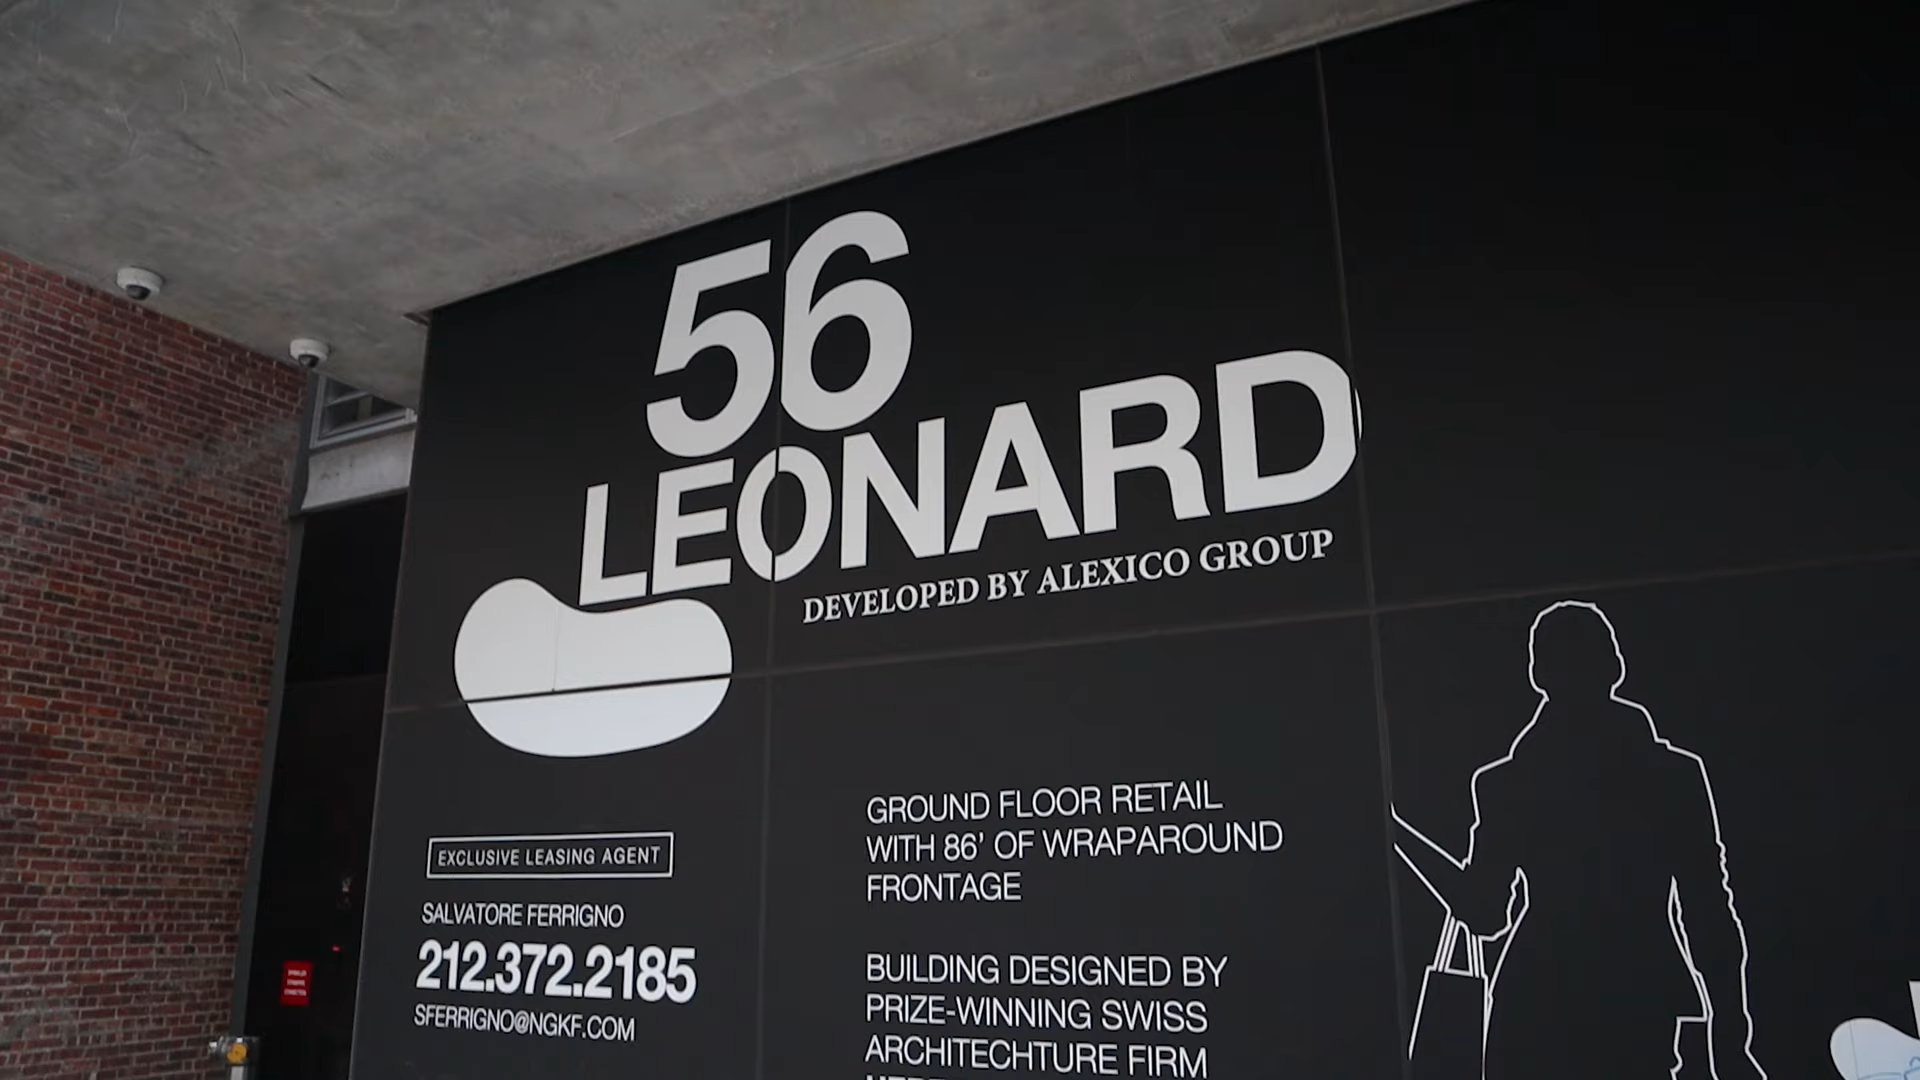 56
LEONARD
DEVELOPED BY ALEXICO GROUP
EXCLUSIVE LEASING AGENT
SALVATORE FERRIGNO
212.372.2185
SFERRIGNO@NGKF.COM
GROUND FLOOR RETAIL
WITH 86' OF WRAPAROUND
FRONTAGE
BUILDING DESIGNED BY
PRIZE-WINNING SWISS
ARCHITECHTURE FIRM